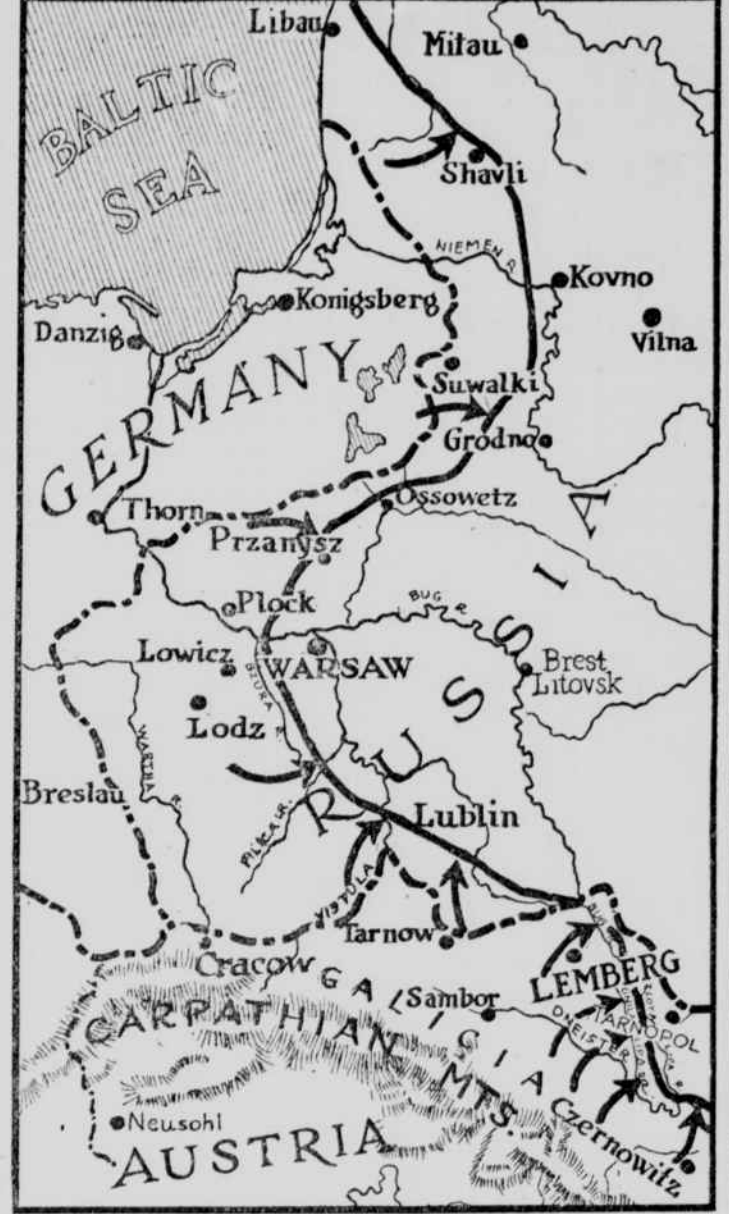 Libau
Mitau
BALTIC
SEA
Shavli
NIEMEN R.
Kovno
Konigsberg
Danzig
Vilna
GERMANY
Suwalki
Grodno
Thorn
Ossowetz
Przanysz
Plock
BUG R.
RUSSIA
Lowicz
WARSAW
BZURA R.
Brest
Litovsk
Lodz
WARTHA R.
Breslau
PILICA R.
Lublin
VISTULA
Tarnow
Cracow
BUG
LEMBERG
GALICIA
Sambor
TARNOPOL
DNEISTER R.
CARPATHIAN MTS.
Czernowitz
Neusohl
AUSTRIA